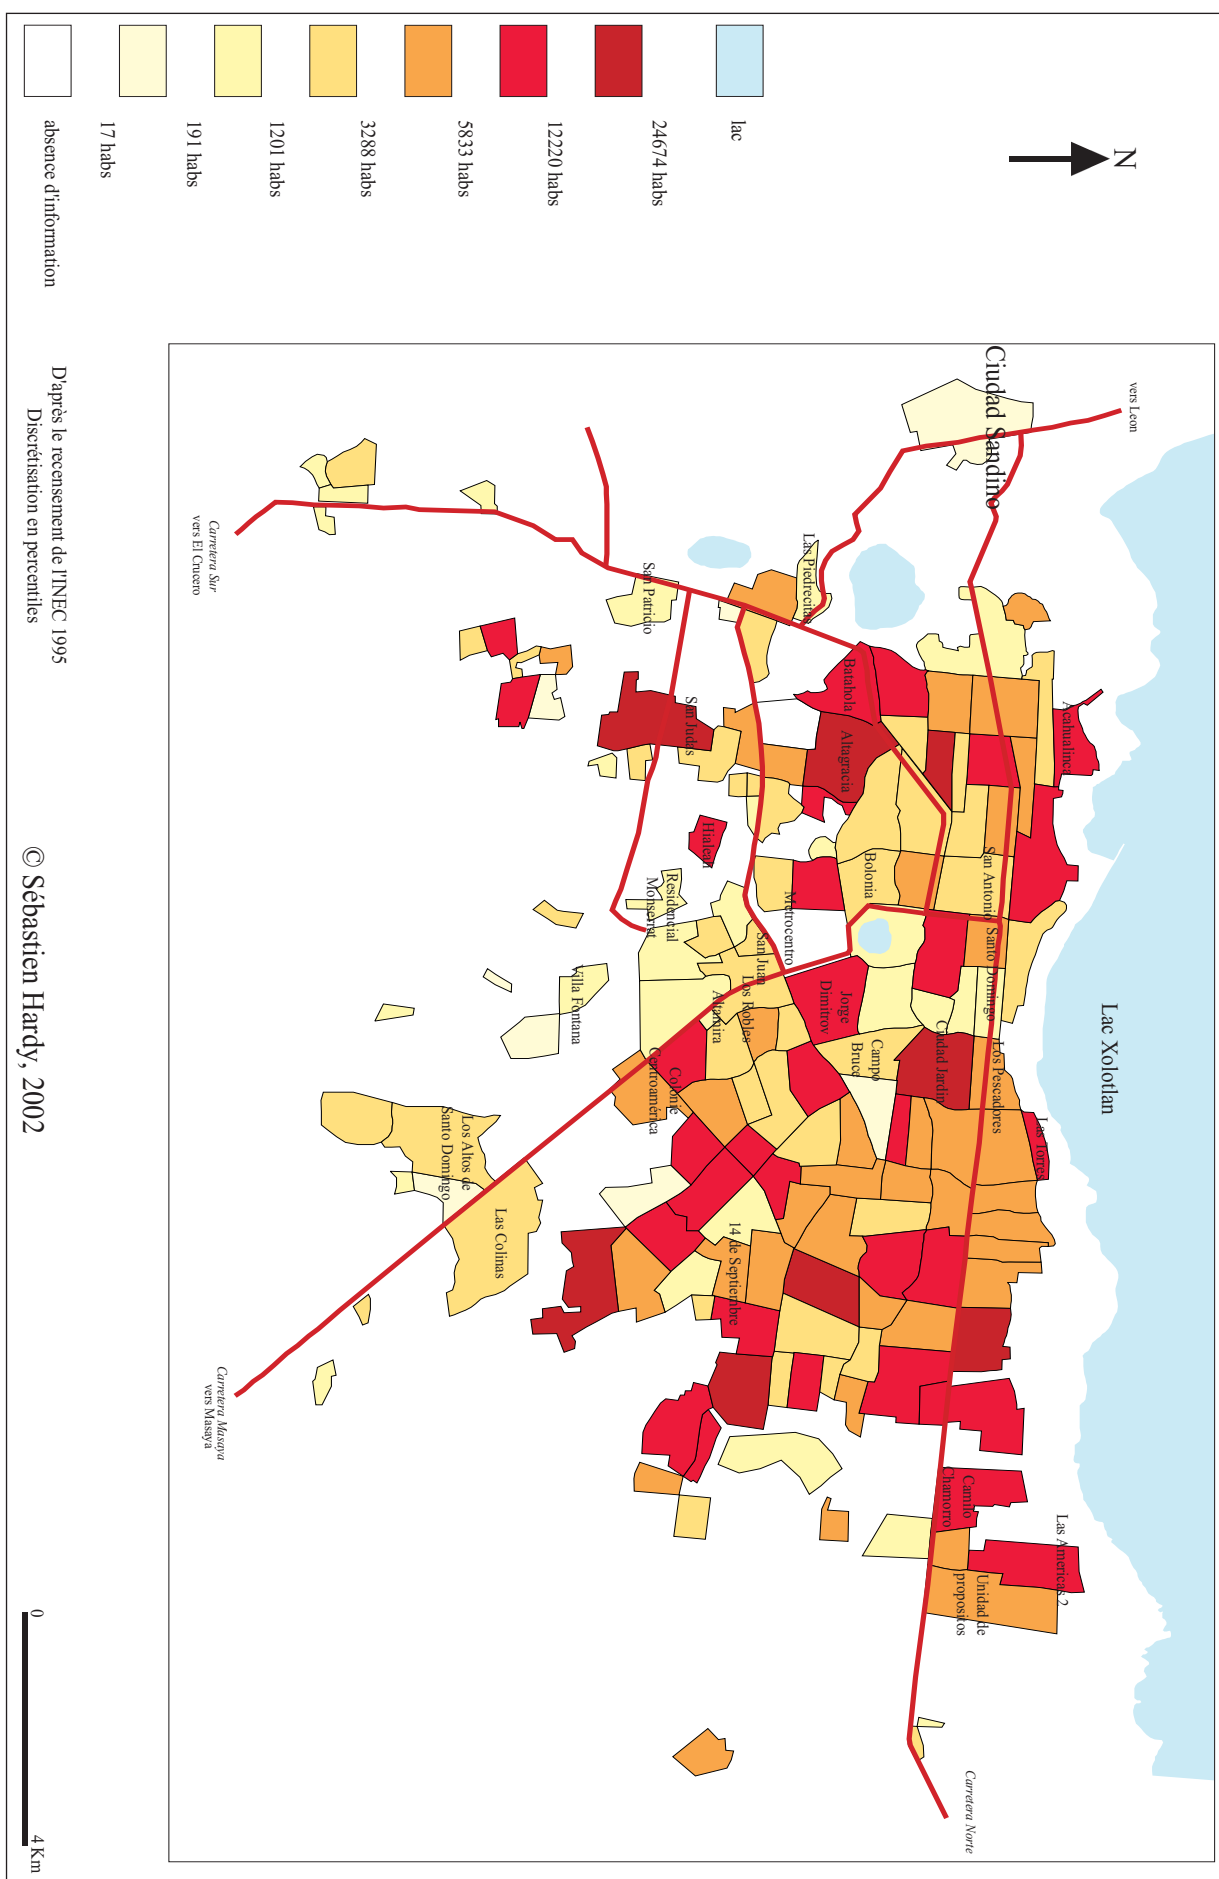 N
lac
24674 habs
12220 habs
5833 habs
3288 habs
1201 habs
191 habs
17 habs
absence d'information
D'après le recensement de l'INEC 1995
Discrétisation en percentiles
© Sébastien Hardy, 2002
0
4 Km
vers Leon
Ciudad Sandino
Lac Xolotlan
Acahualinca
Las Piedrecitas
Batahola
Altagracia
San Patricio
San Judas
Carretera Sur
vers El Crucero
San Antonio
Santo Domingo
Bolonia
Hialeah
Metrocentro
Residencial
Monserrat
San Juan
Los Robles
Altamira
Villa Fontana
Jorge
Dimitrov
Campo
Bruce
Ciudad Jardin
Los Pescadores
Las Torres
Colonie
Centroamérica
14 de Septiembre
Los Altos de
Santo Domingo
Las Colinas
Carretera Masaya
vers Masaya
Camilo
Chamorro
Las Americas 2
Unidad de
propositos
Carretera Norte